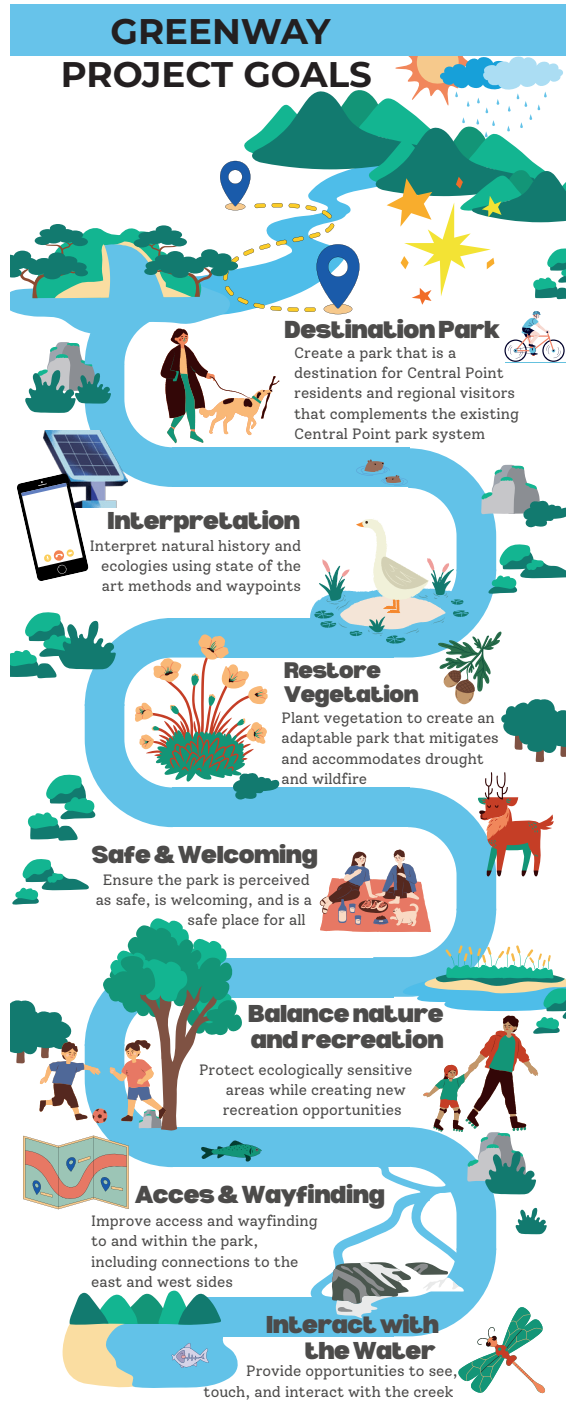 GREENWAY
PROJECT GOALS
Destination Park
Create a park that is a
destination for Central Point
residents and regional visitors
that complements the existing
Central Point park system
Interpretation
Interpret natural history and
ecologies using state of the
art methods and waypoints
Restore
Vegetation
Plant vegetation to create an
adaptable park that mitigates
and accommodates drought
and wildfire
Safe & Welcoming
Ensure the park is perceived
as safe, is welcoming, and is a
safe place for all
Balance nature
and recreation
Protect ecologically sensitive
areas while creating new
recreation opportunities
Acces & Wayfinding
Improve access and wayfinding
to and within the park,
including connections to the
east and west sides
Interact with
the Water
Provide opportunities to see,
touch, and interact with the creek